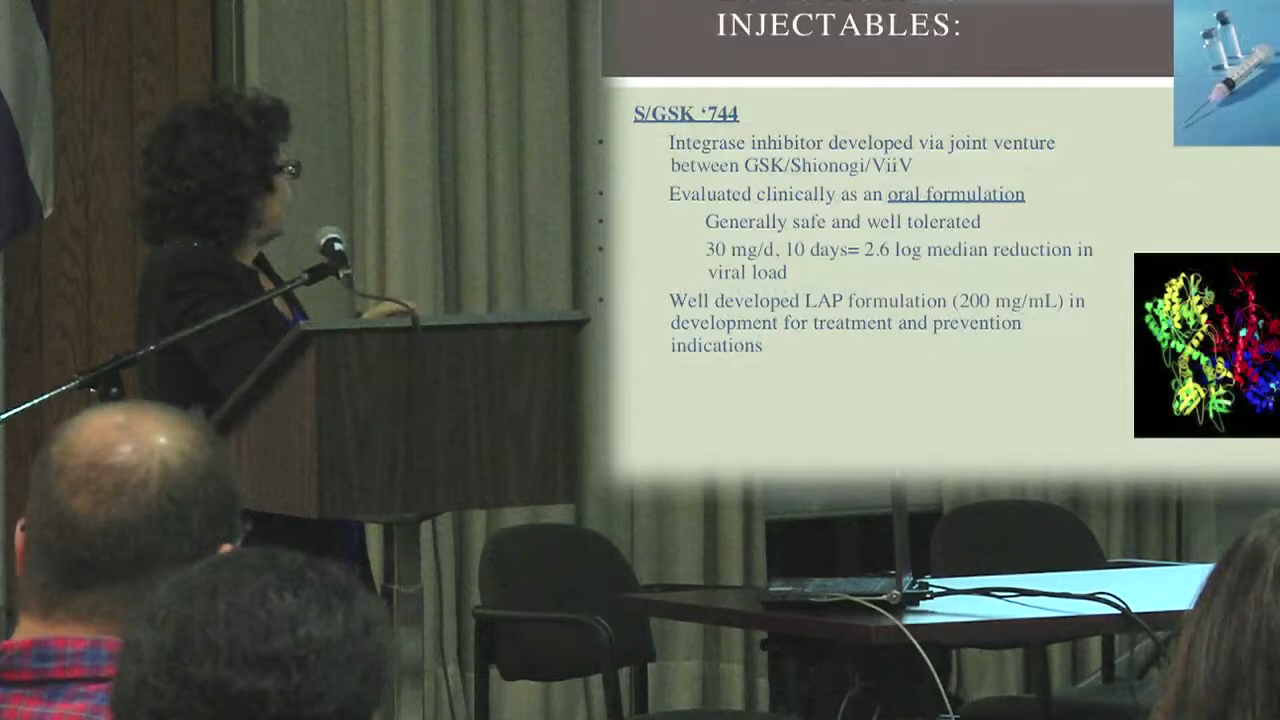 INJECTABLES:
S/GSK ‘744
Integrase inhibitor developed via joint venture
between GSK/Shionogi/ViiV
Evaluated clinically as an oral formulation
Generally safe and well tolerated
30 mg/d, 10 days= 2.6 log median reduction in
viral load
Well developed LAP formulation (200 mg/mL) in
development for treatment and prevention
indications